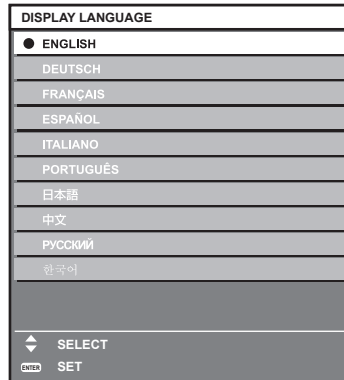 DISPLAY LANGUAGE
ENGLISH
DEUTSCH
FRANÇAIS
ESPAÑOL
ITALIANO
PORTUGUÊS
日本語
中文
РУССКИЙ
한국어
SELECT
ENTER SET